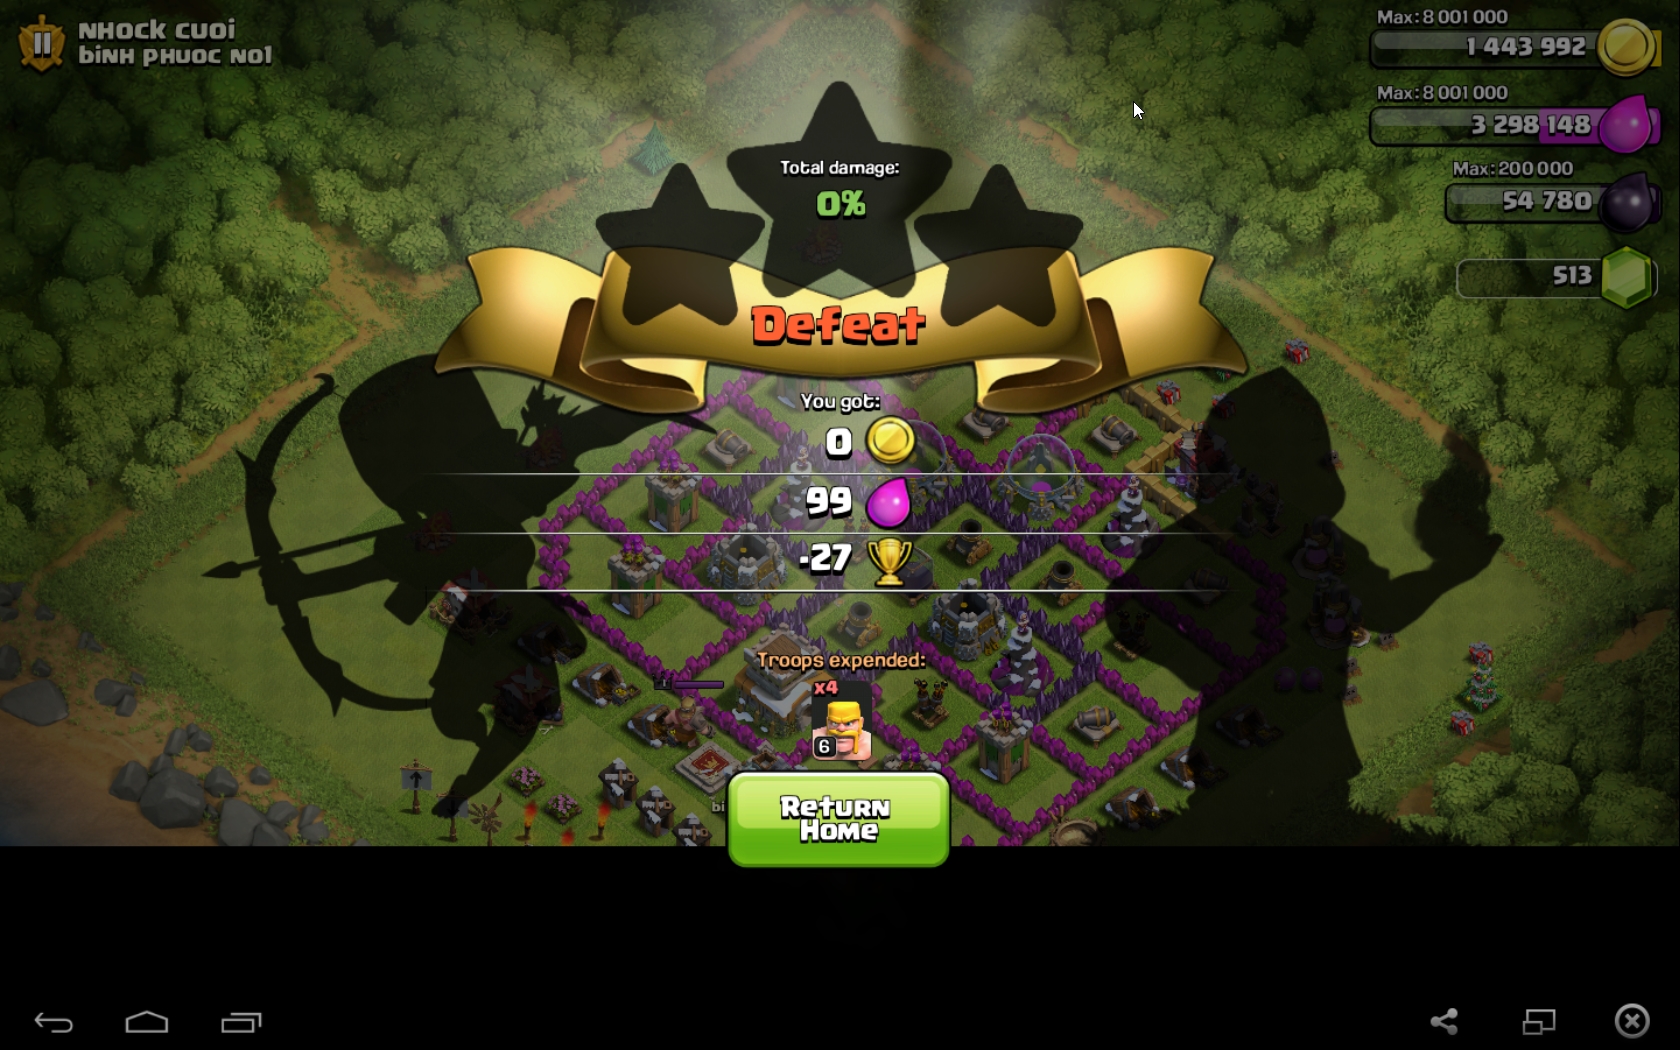 NHOCK CUOI
BINH PHUOC NO1
Max: 8 001 000
1 443 992
Max: 8 001 000
3 298 148
Max: 200 000
54 780
513
Total damage:
0%
Defeat
You got:
0
99
-27
Troops expended:
x4
6
bi
Return
Home